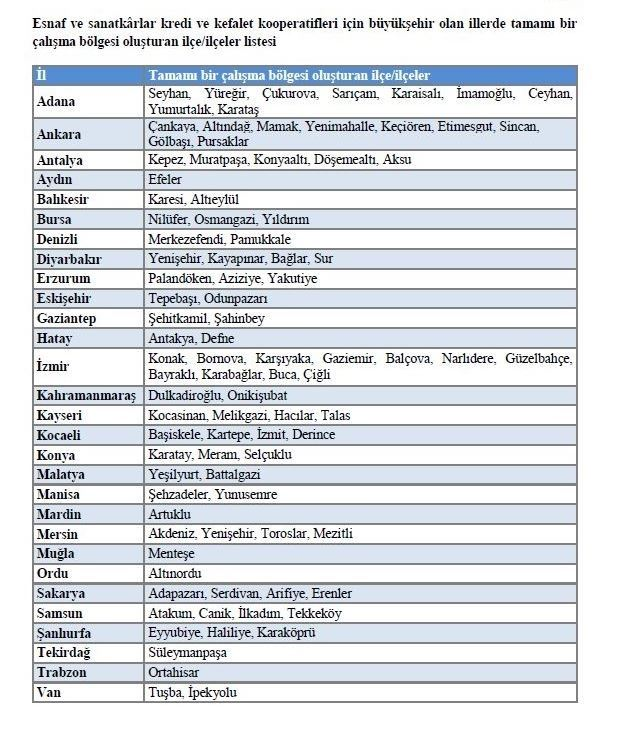 Esnaf ve sanatkârlar kredi ve kefalet kooperatifleri için büyükşehir olan illerde tamamı bir
çalışma bölgesi oluşturan ilçe/ilçeler listesi
İl Tamamı bir çalışma bölgesi oluşturan ilçe/ilçeler
Adana Seyhan, Yüreğir, Çukurova, Sarıçam, Karaisalı, İmamoğlu, Ceyhan,
Yumurtalık, Karataş
Ankara Çankaya, Altındağ, Mamak, Yenimahalle, Keçiören, Etimesgut, Sincan,
Gölbaşı, Pursaklar
Antalya Kepez, Muratpaşa, Konyaaltı, Döşemealtı, Aksu
Aydın Efeler
Balıkesir Karesi, Altıeylül
Bursa Nilüfer, Osmangazi, Yıldırım
Denizli Merkezefendi, Pamukkale
Diyarbakır Yenişehir, Kayapınar, Bağlar, Sur
Erzurum Palandöken, Aziziye, Yakutiye
Eskişehir Tepebaşı, Odunpazarı
Gaziantep Şehitkamil, Şahinbey
Hatay Antakya, Defne
İzmir Konak, Bornova, Karşıyaka, Gaziemir, Balçova, Narlıdere, Güzelbahçe,
Bayraklı, Karabağlar, Buca, Çiğli
Kahramanmaraş Dulkadiroğlu, Onikişubat
Kayseri Kocasinan, Melikgazi, Hacılar, Talas
Kocaeli Başiskele, Kartepe, İzmit, Derince
Konya Karatay, Meram, Selçuklu
Malatya Yeşilyurt, Battalgazi
Manisa Şehzadeler, Yunusemre
Mardin Artuklu
Mersin Akdeniz, Yenişehir, Toroslar, Mezitli
Muğla Menteşe
Ordu Altınordu
Sakarya Adapazarı, Serdivan, Arifiye, Erenler
Samsun Atakum, Canik, İlkadım, Tekkeköy
Şanlıurfa Eyyubiye, Haliliye, Karaköprü
Tekirdağ Süleymanpaşa
Trabzon Ortahisar
Van Tuşba, İpekyolu